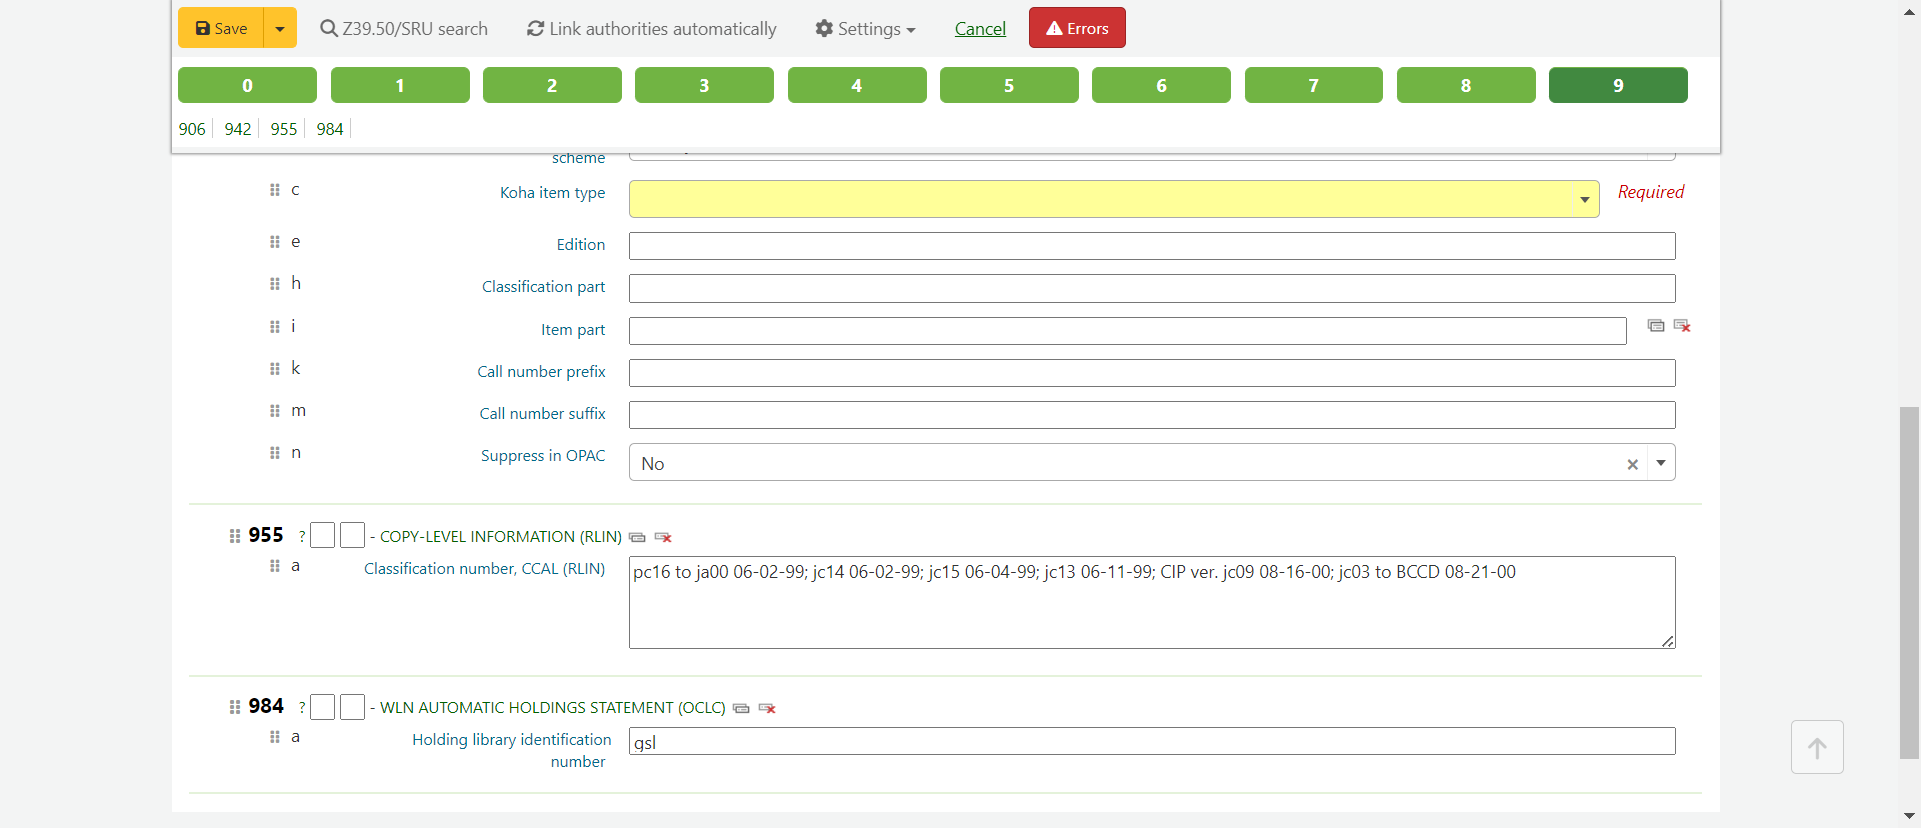 Save Z39.50/SRU search Link authorities automatically Settings Cancel Errors
0 1 2 3 4 5 6 7 8 9
906 942 955 984
scheme
c Koha item type Required
e Edition
h Classification part
i Item part
k Call number prefix
m Call number suffix
n Suppress in OPAC No ×
955 ? - COPY-LEVEL INFORMATION (RLIN)
a Classification number, CCAL (RLIN) pc16 to ja00 06-02-99; jc14 06-02-99; jc15 06-04-99; jc13 06-11-99; CIP ver. jc09 08-16-00; jc03 to BCCD 08-21-00
984 ? - WLN AUTOMATIC HOLDINGS STATEMENT (OCLC)
a Holding library identification gsl
number